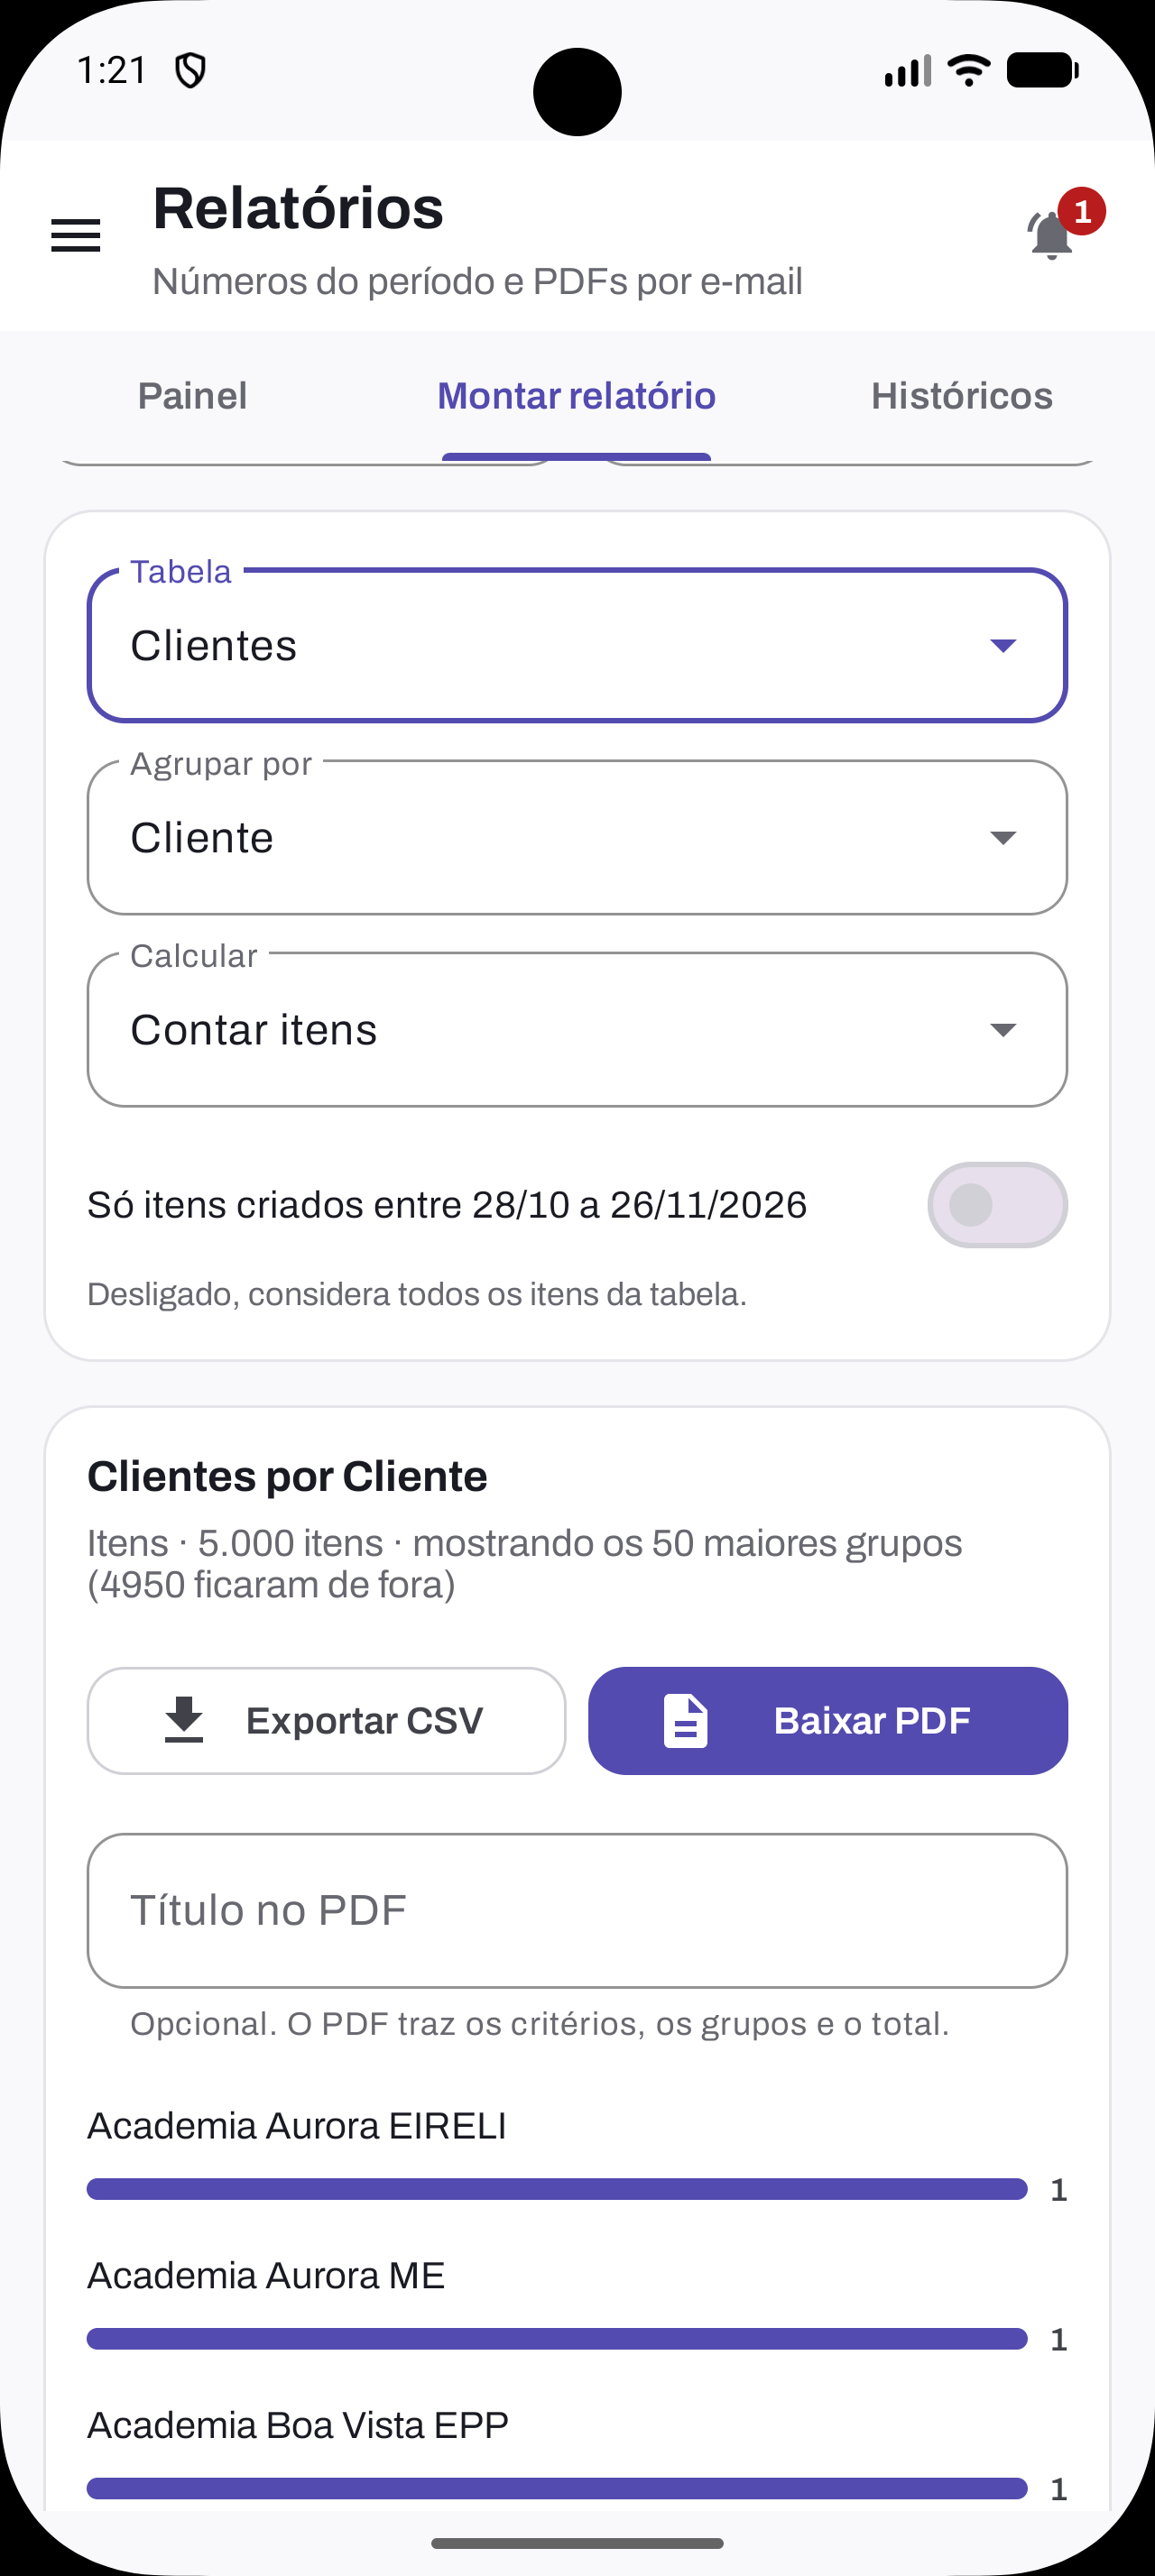 1:21
Relatórios
1
Números do período e PDFs por e-mail
Painel
Montar relatório
Históricos
Tabela
Clientes
Agrupar por
Cliente
Calcular
Contar itens
Só itens criados entre 28/10 a 26/11/2026
Desligado, considera todos os itens da tabela.
Clientes por Cliente
Itens · 5.000 itens · mostrando os 50 maiores grupos
(4950 ficaram de fora)
Exportar CSV
Baixar PDF
Título no PDF
Opcional. O PDF traz os critérios, os grupos e o total.
Academia Aurora EIRELI
1
Academia Aurora ME
1
Academia Boa Vista EPP
1